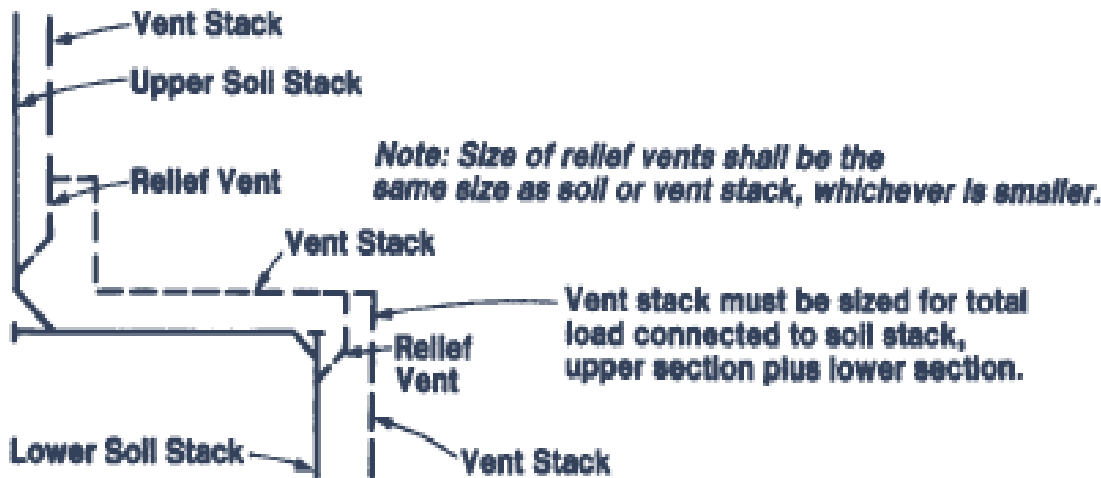 Vent Stack
Upper Soil Stack
Note: Size of relief vents shall be the
same size as soil or vent stack, whichever is smaller.
Relief Vent
Vent Stack
Vent stack must be sized for total
load connected to soil stack,
upper section plus lower section.
Relief
Vent
Lower Soil Stack
Vent Stack